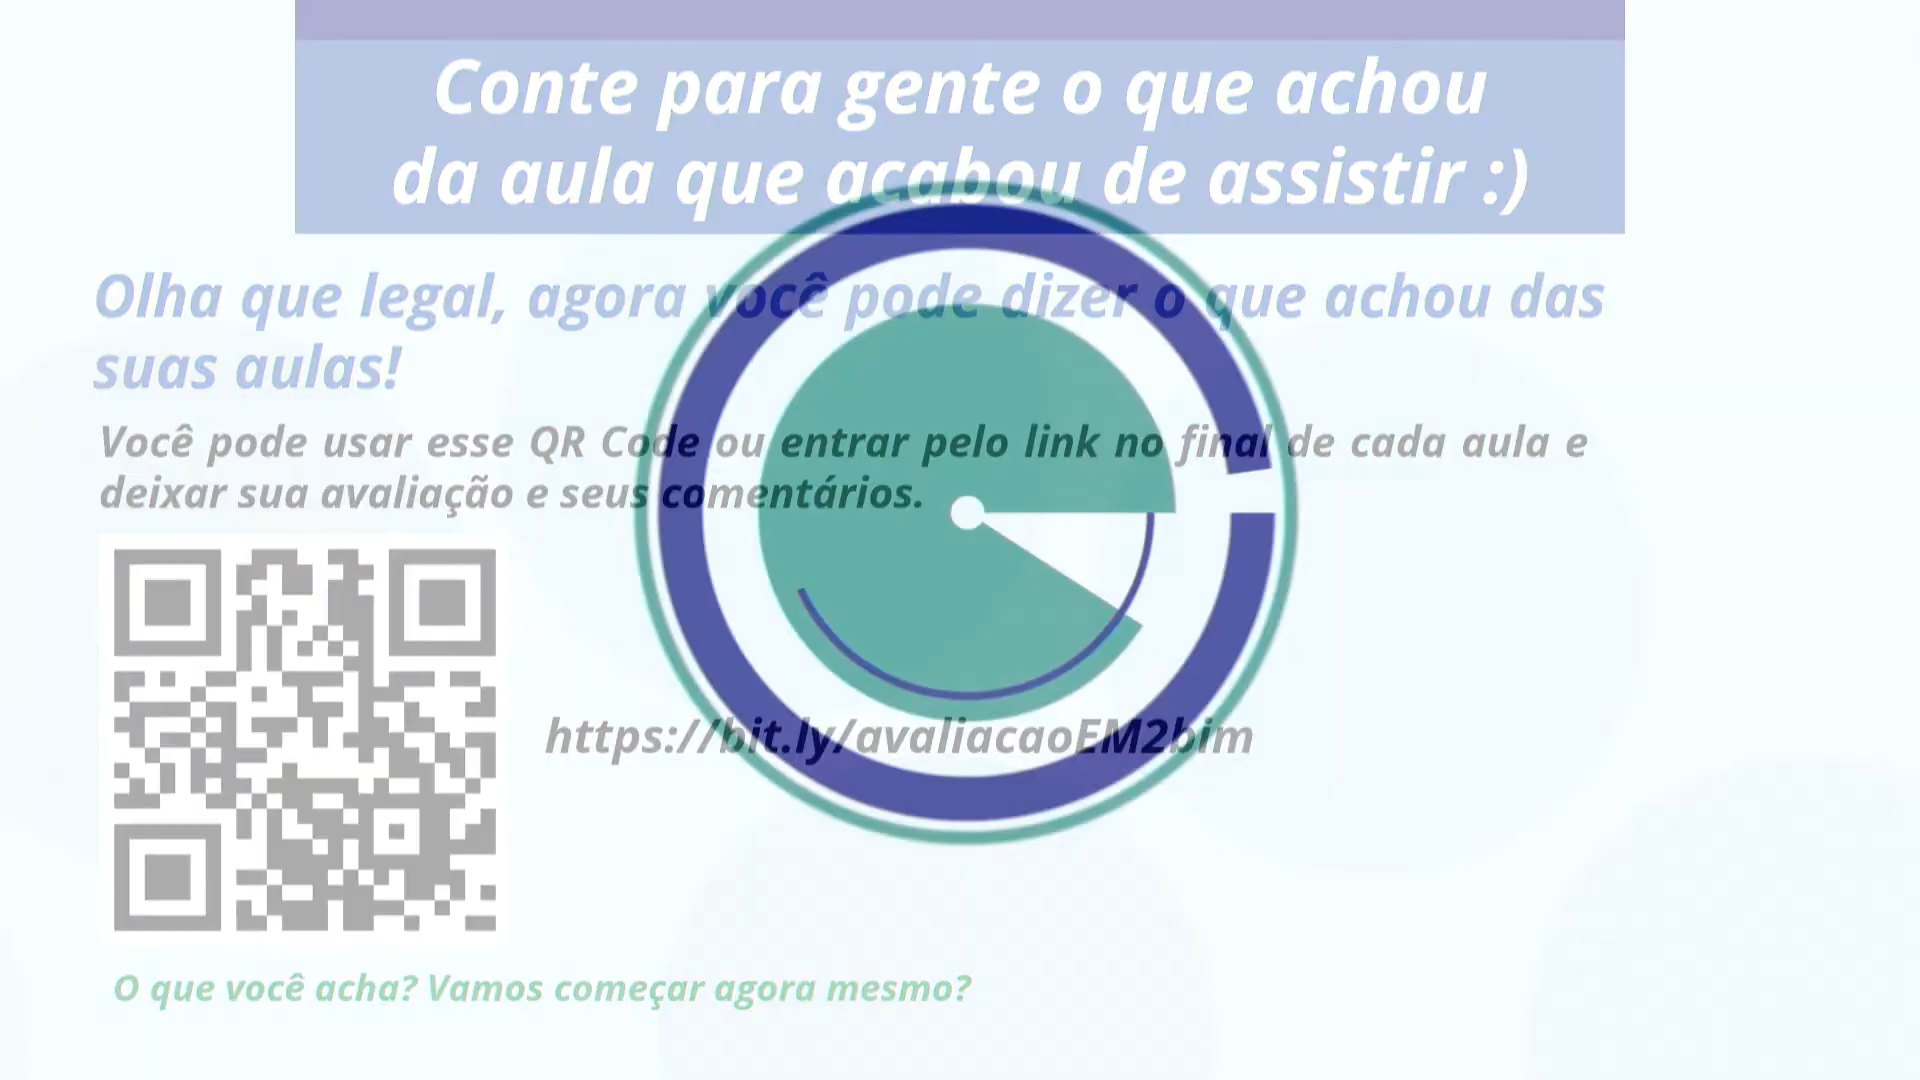 Conte para gente o que achou
da aula que acabou de assistir :)
Olha que legal, agora você pode dizer o que achou das
suas aulas!
Você pode usar esse QR Code ou entrar pelo link no final de cada aula e
deixar sua avaliação e seus comentários.
https://bit.ly/avaliacaoEM2bim
O que você acha? Vamos começar agora mesmo?